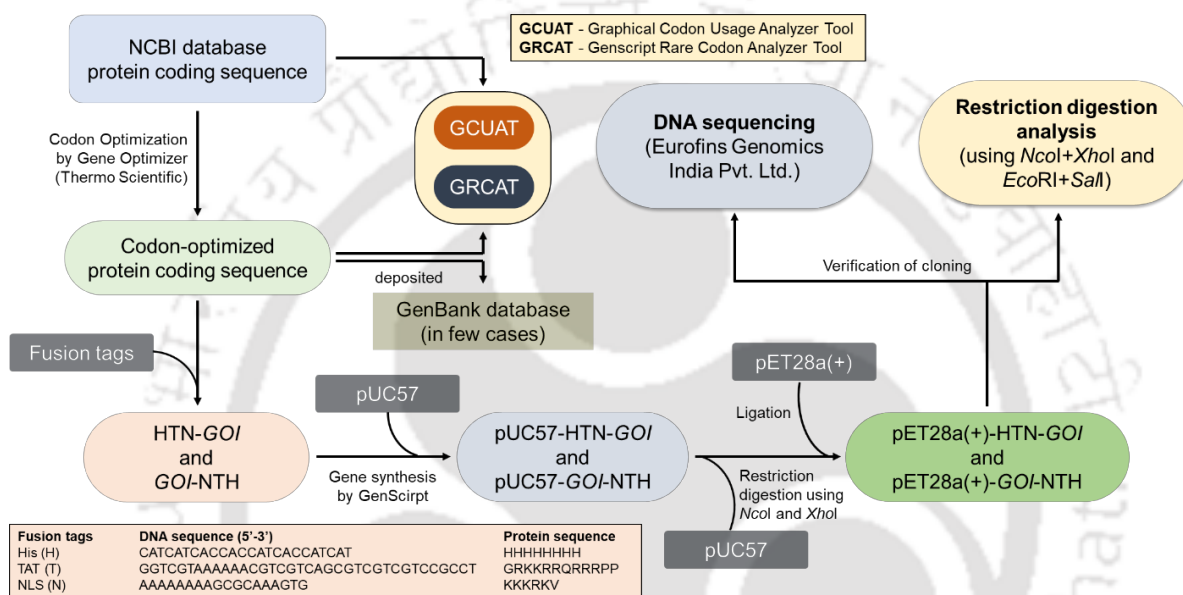 GCUAT - Graphical Codon Usage Analyzer Tool
GRCAT - Genscript Rare Codon Analyzer Tool
NCBI database
protein coding sequence
GCUAT
GRCAT
DNA sequencing
(Eurofins Genomics
India Pvt. Ltd.)
Restriction digestion
analysis
(using NcoI+XhoI and
EcoRI+SalI)
Codon Optimization
by Gene Optimizer
(Thermo Scientific)
Codon-optimized
protein coding sequence
deposited
GenBank database
(in few cases)
Verification of cloning
Fusion tags
pUC57
pET28a(+)
Ligation
HTN-GOI
and
GOI-NTH
Gene synthesis
by GenScirpt
pUC57-HTN-GOI
and
pUC57-GOI-NTH
Restriction
digestion using
NcoI and XhoI
pUC57
pET28a(+)-HTN-GOI
and
pET28a(+)-GOI-NTH
Fusion tags DNA sequence (5'-3') Protein sequence
His (H) CATCATCACCACCATCACCATCAT HHHHHHHH
TAT (T) GGTCGTAAAAAACGTCGTCAGCGTCGTCGTCCGCCT GRKKRRQRRRPP
NLS (N) AAAAAAAAGCGCAAAGTG KKKRKV